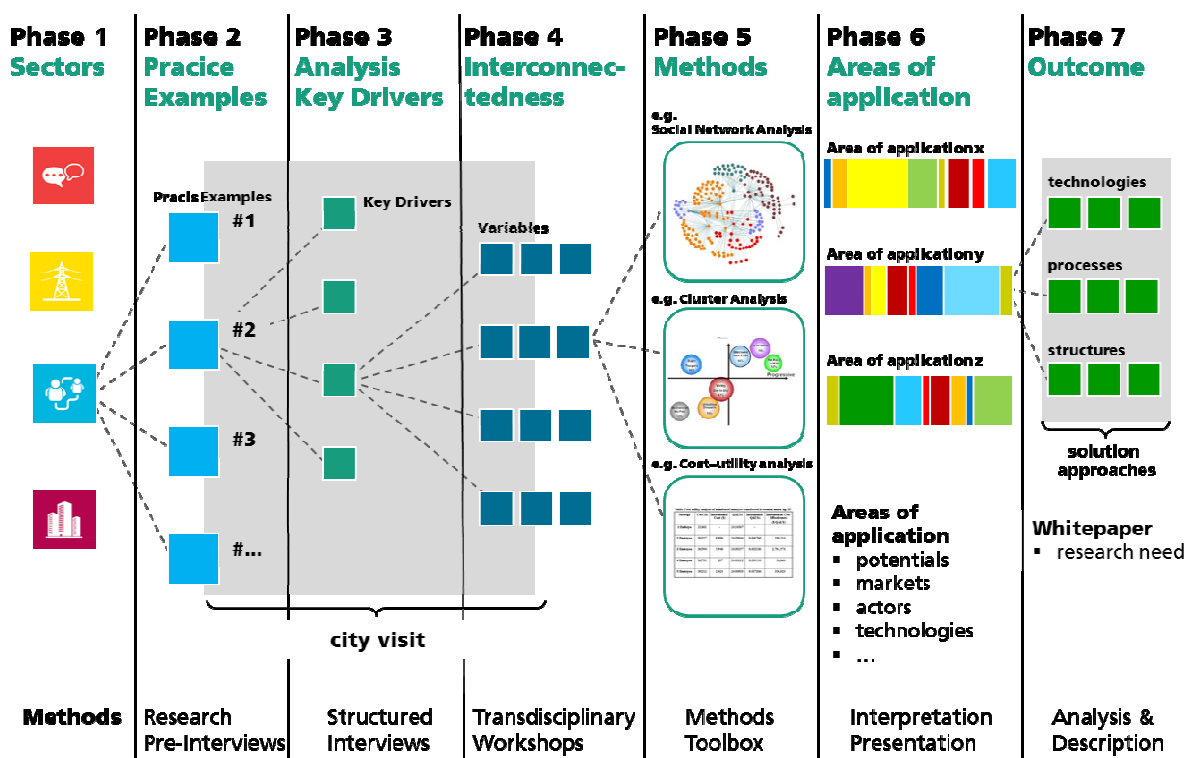 Phase 1
Sectors
Phase 2
Pracice
Examples
Phase 3
Analysis
Key Drivers
Phase 4
Interconnec-
tedness
Phase 5
Methods
Phase 6
Areas of
application
Phase 7
Outcome
PracisExamples
#1
#2
#3
#...
Key Drivers
Variables
city visit
e.g.
Social Network Analysis
e.g. Cluster Analysis
Progressive
e.g. Cost-utility analysis
Area of applicationx
Area of applicationy
Area of applicationz
Areas of
application
▪ potentials
▪ markets
▪ actors
▪ technologies
▪ ...
technologies
processes
structures
solution
approaches
Whitepaper
▪ research need
Methods
Research
Pre-Interviews
Structured
Interviews
Transdisciplinary
Workshops
Methods
Toolbox
Interpretation
Presentation
Analysis &
Description